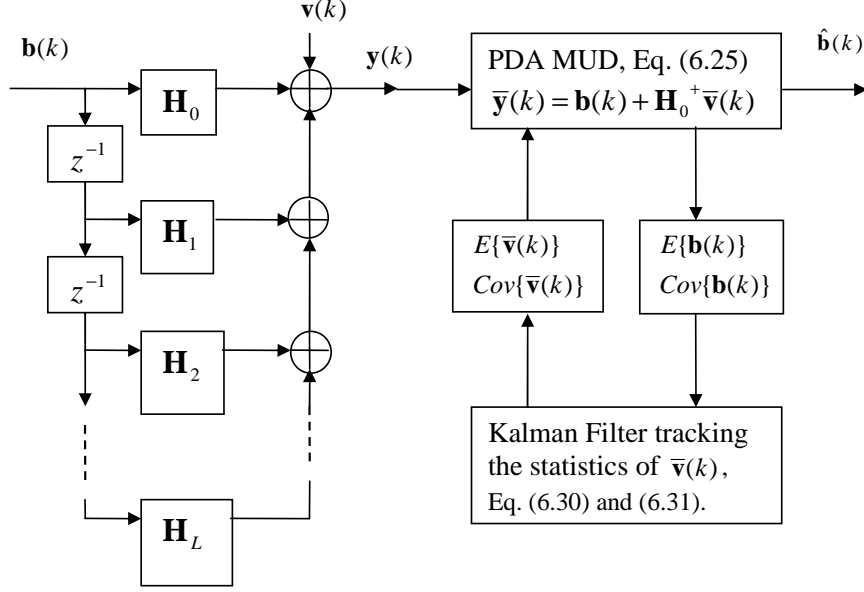 𝐯(k)
𝐛(k)
𝐲(k)
𝐛̂(k)
𝐇₀
PDA MUD, Eq. (6.25)
𝐲̅(k) = 𝐛(k) + 𝐇₀⁺ 𝐯̅(k)
z⁻¹
𝐇₁
E{𝐯̅(k)}
Cov{𝐯̅(k)}
E{𝐛(k)}
Cov{𝐛(k)}
z⁻¹
𝐇₂
Kalman Filter tracking
the statistics of 𝐯̅(k),
Eq. (6.30) and (6.31).
𝐇_L